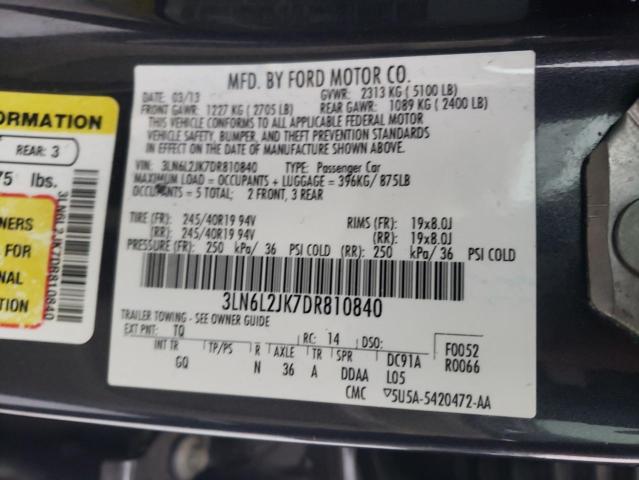 MFD. BY FORD MOTOR CO.
DATE: 03/13 GVWR: 2313 KG ( 5100 LB)
FRONT GAWR: 1227 KG ( 2705 LB) REAR GAWR: 1089 KG ( 2400 LB)
THIS VEHICLE CONFORMS TO ALL APPLICABLE FEDERAL MOTOR
VEHICLE SAFETY, BUMPER, AND THEFT PREVENTION STANDARDS
IN EFFECT ON THE DATE OF MANUFACTURE SHOWN ABOVE.
VIN: 3LN6L2JK7DR810840 TYPE: Passenger Car
MAXIMUM LOAD = OCCUPANTS + LUGGAGE = 396KG/ 875LB
OCCUPANTS = 5 TOTAL; 2 FRONT, 3 REAR
TIRE (FR): 245/40R19 94V RIMS (FR): 19x8.0J
(RR): 245/40R19 94V (RR): 19x8.0J
PRESSURE (FR): 250 kPa/ 36 PSI COLD (RR): 250 kPa/ 36 PSI COLD
3LN6L2JK7DR810840
TRAILER TOWING - SEE OWNER GUIDE
EXT PNT: TQ RC: 14 DSO: F0052
INT TR TP/PS R AXLE TR SPR DC91A R0066
GQ N 36 A DDAA L05
CMC ▽5U5A-5420472-AA
ORMATION
REAR: 3
75 lbs.
NERS
FOR
NAL
TION
3LN6L2JK7DR810840